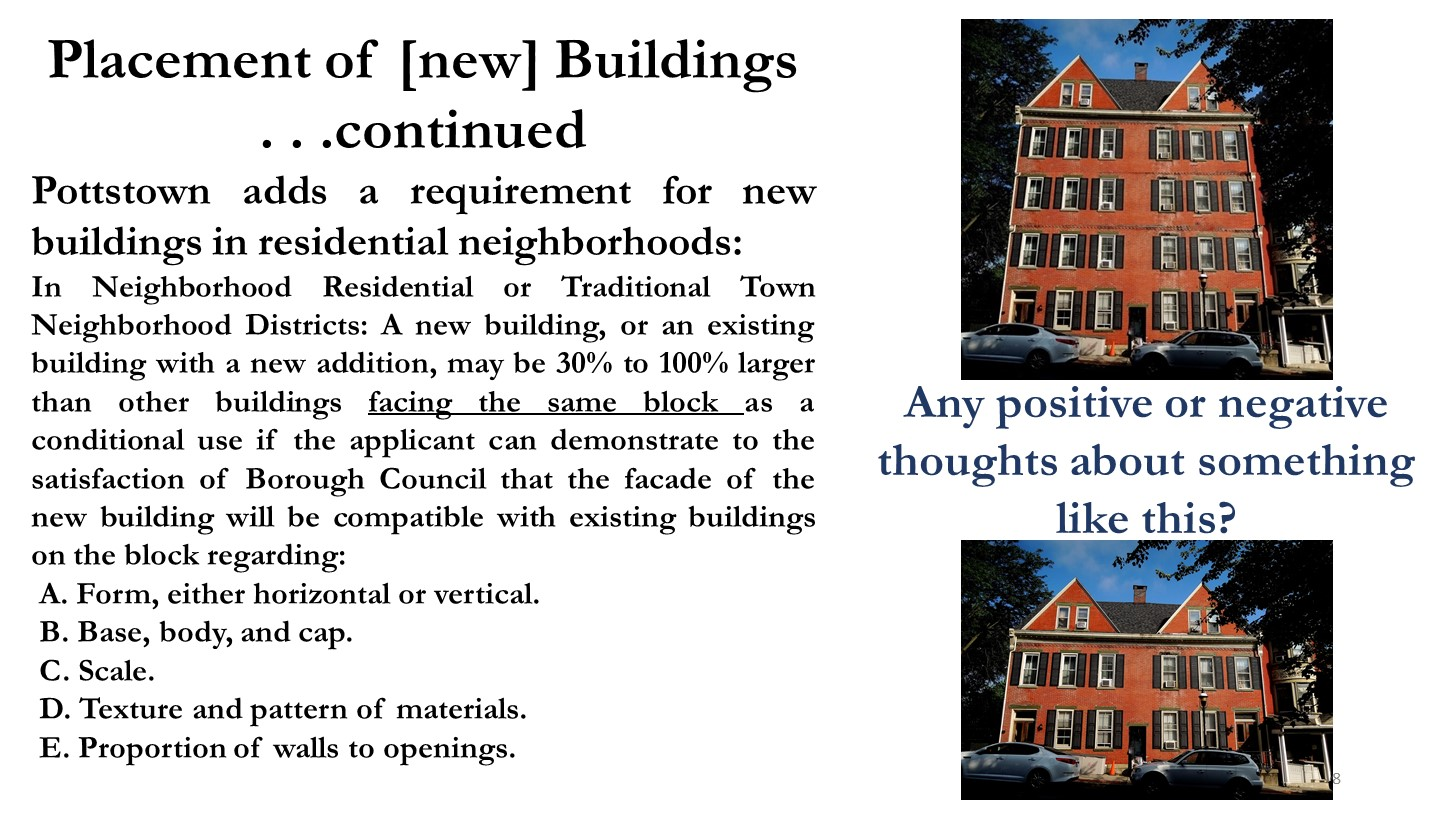 Placement of [new] Buildings
. . .continued
Pottstown adds a requirement for new
buildings in residential neighborhoods:
In Neighborhood Residential or Traditional Town
Neighborhood Districts: A new building, or an existing
building with a new addition, may be 30% to 100% larger
than other buildings facing the same block as a
conditional use if the applicant can demonstrate to the
satisfaction of Borough Council that the facade of the
new building will be compatible with existing buildings
on the block regarding:
A. Form, either horizontal or vertical.
B. Base, body, and cap.
C. Scale.
D. Texture and pattern of materials.
E. Proportion of walls to openings.
Any positive or negative
thoughts about something
like this?
8